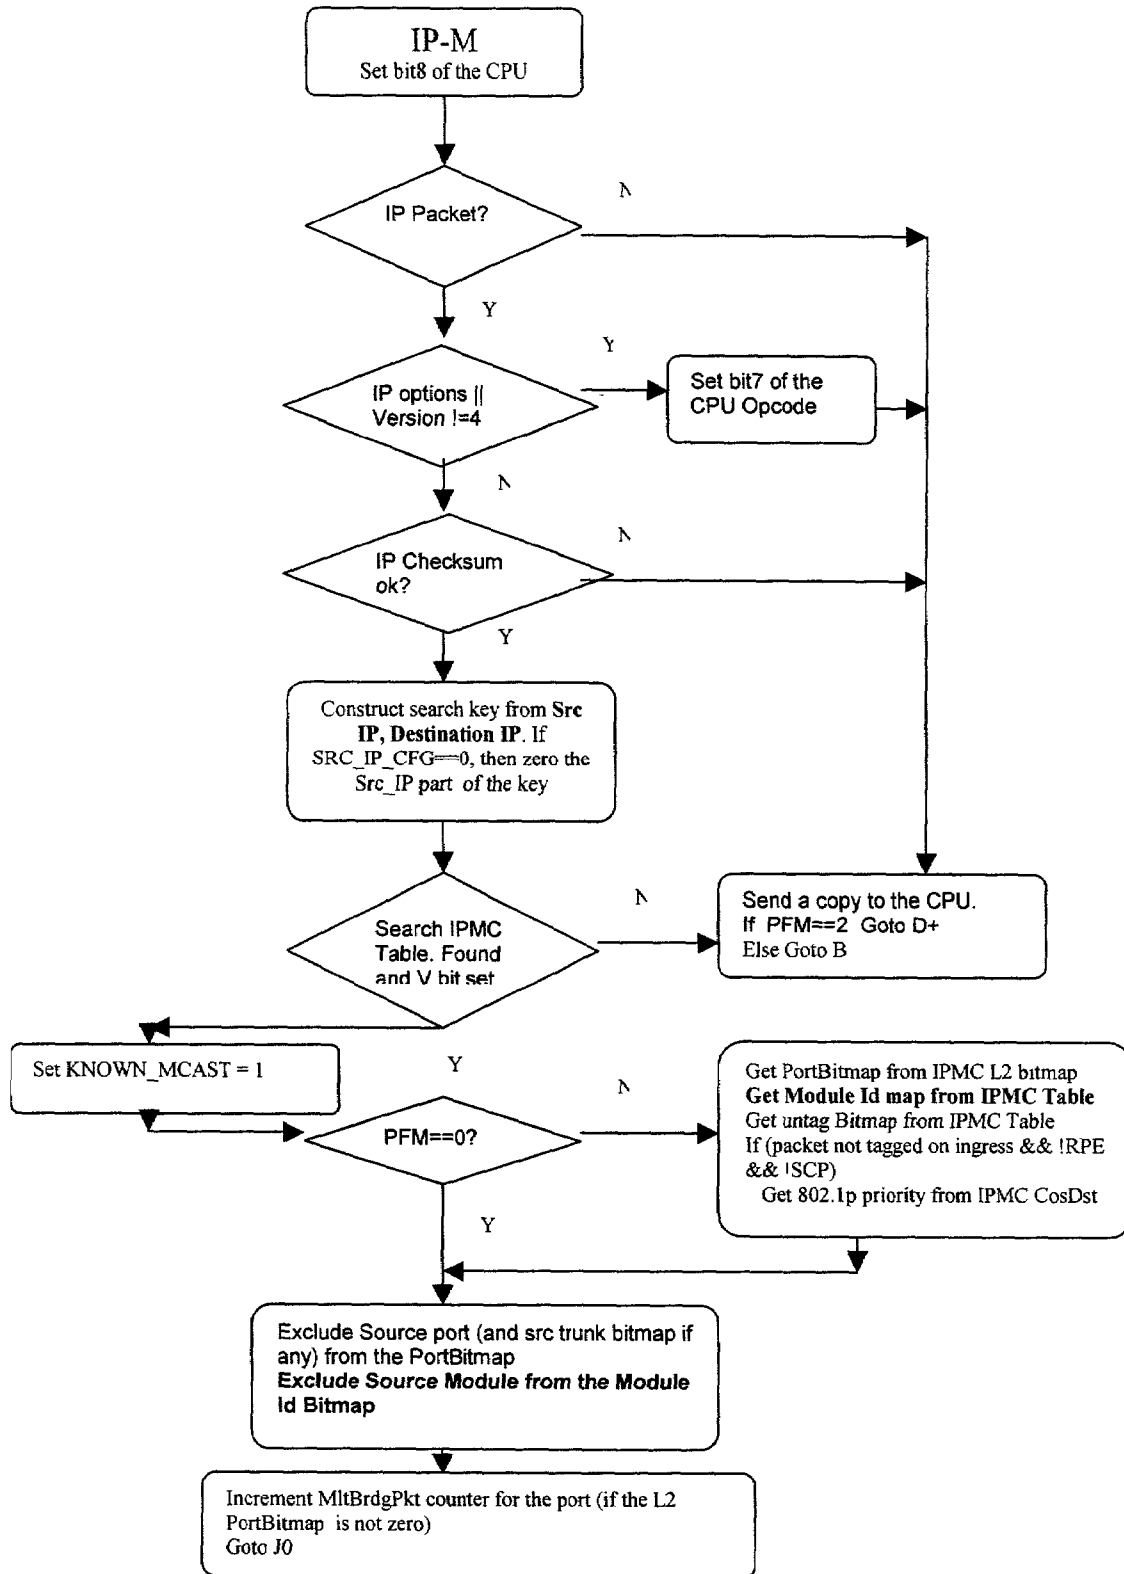 IP-M
Set bit8 of the CPU
IP Packet?
N
Y
IP options ||
Version !=4
Y
Set bit7 of the
CPU Opcode
N
IP Checksum
ok?
N
Y
Construct search key from Src
IP, Destination IP. If
SRC_IP_CFG==0, then zero the
Src_IP part of the key
Search IPMC
Table. Found
and V bit set
N
Send a copy to the CPU.
If PFM==2 Goto D+
Else Goto B
Set KNOWN_MCAST = 1
Y
PFM==0?
N
Get PortBitmap from IPMC L2 bitmap
Get Module Id map from IPMC Table
Get untag Bitmap from IPMC Table
If (packet not tagged on ingress && !RPE
&& !SCP)
Get 802.1p priority from IPMC CosDst
Y
Exclude Source port (and src trunk bitmap if
any) from the PortBitmap
Exclude Source Module from the Module
Id Bitmap
Increment MltBrdgPkt counter for the port (if the L2
PortBitmap is not zero)
Goto J0